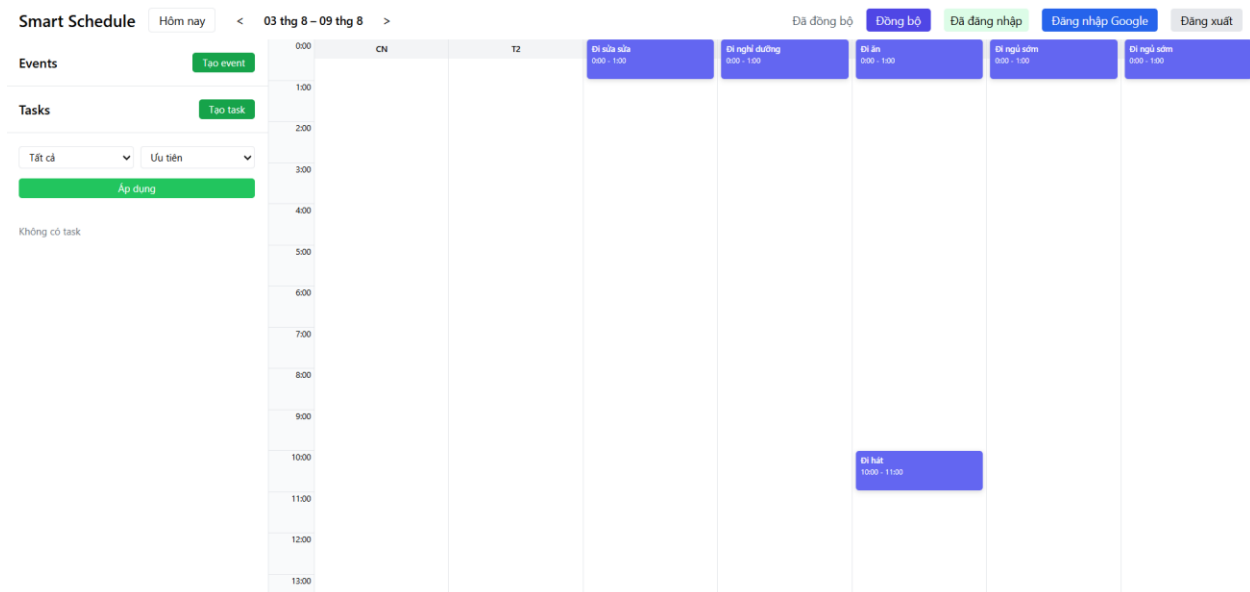 Smart Schedule Hôm nay < 03 thg 8 – 09 thg 8 > Đã đồng bộ Đồng bộ Đã đăng nhập Đăng nhập Google Đăng xuất
Events Tạo event
Tasks Tạo task
Tất cả Ưu tiên
Áp dụng
Không có task
CN T2
0:00
1:00
2:00
3:00
4:00
5:00
6:00
7:00
8:00
9:00
10:00
11:00
12:00
13:00
Đi sửa sửa
0:00 - 1:00
Đi nghỉ dưỡng
0:00 - 1:00
Đi ăn
0:00 - 1:00
Đi ngủ sớm
0:00 - 1:00
Đi ngủ sớm
0:00 - 1:00
Đi hát
10:00 - 11:00